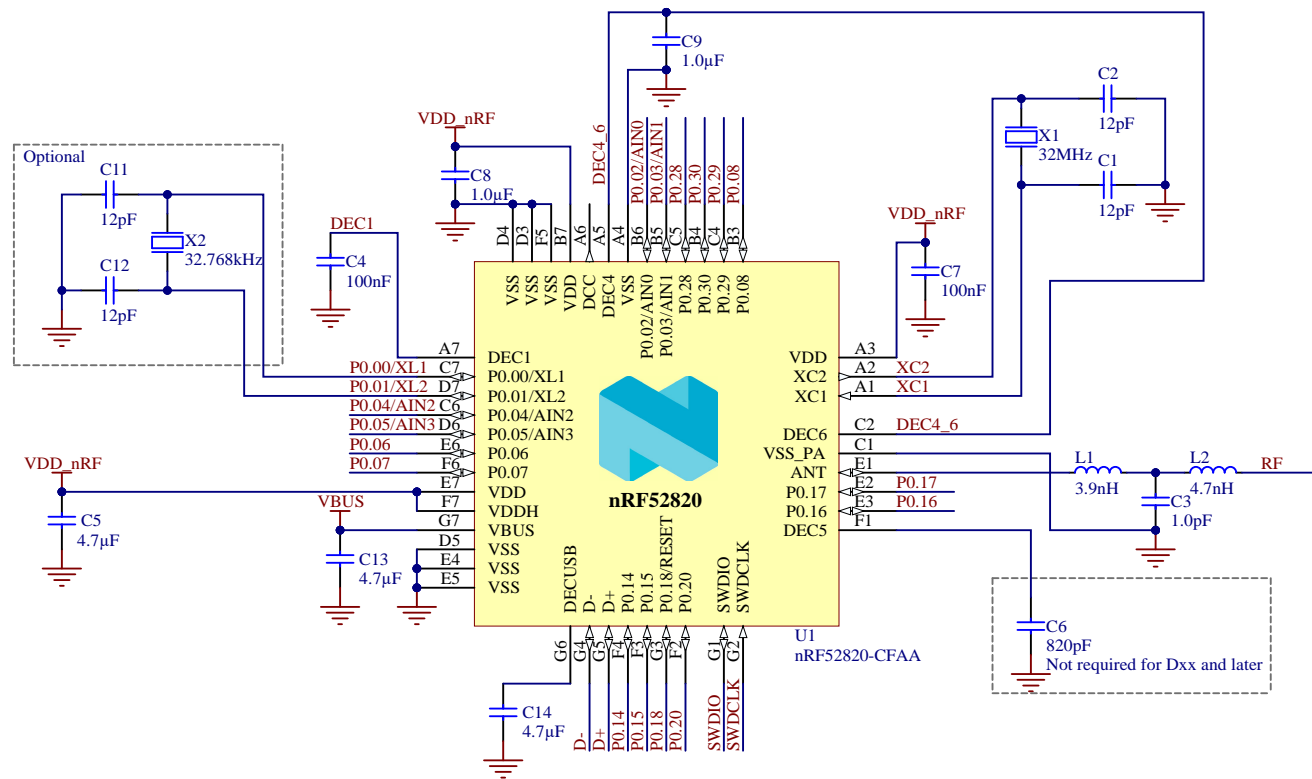 C9
1.0µF
C2
12pF
VDD_nRF
X1
32MHz
C8
1.0µF
C1
12pF
DEC4_6
P0.02/AIN0
P0.03/AIN1
P0.28
P0.30
P0.29
P0.08
Optional
C11
12pF
X2
32.768kHz
C12
12pF
DEC1
C4
100nF
VDD_nRF
C7
100nF
D4
D3
F5
B7
A6
A5
A4
B6
B5
C5
B4
C4
B3
VSS
VSS
VSS
VDD
DCC
DEC4
VSS
P0.02/AIN0
P0.03/AIN1
P0.28
P0.30
P0.29
P0.08
A7 DEC1
P0.00/XL1 C7 P0.00/XL1
P0.01/XL2 D7 P0.01/XL2
P0.04/AIN2 C6 P0.04/AIN2
P0.05/AIN3 D6 P0.05/AIN3
P0.06 E6 P0.06
P0.07 F6 P0.07
E7 VDD
F7 VDDH
G7 VBUS
D5 VSS
E4 VSS
E5 VSS
VDD_nRF
C5
4.7µF
VBUS
C13
4.7µF
nRF52820
VDD A3
XC2 A2 XC2
XC1 A1 XC1
DEC6 C2 DEC4_6
VSS_PA C1
ANT E1
P0.17 E2 P0.17
P0.16 E3 P0.16
DEC5 F1
L1
3.9nH
L2
4.7nH
RF
C3
1.0pF
DECUSB
D-
D+
P0.14
P0.15
P0.18/RESET
P0.20
SWDIO
SWDCLK
G6
G4
G5
F4
F3
G3
F2
G1
G2
U1
nRF52820-CFAA
C6
820pF
Not required for Dxx and later
C14
4.7µF
D-
D+
P0.14
P0.15
P0.18
P0.20
SWDIO
SWDCLK